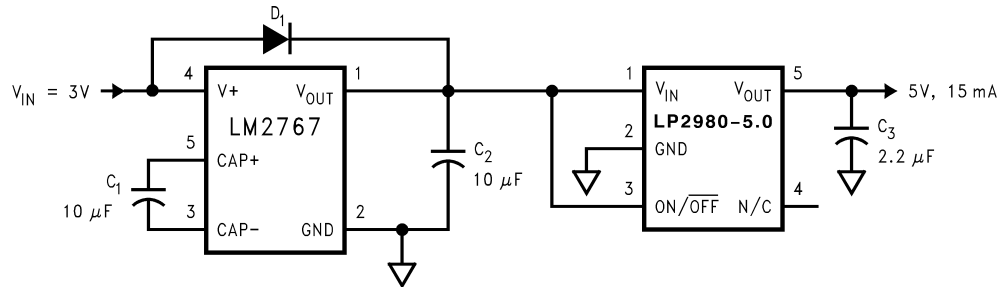 D1
VIN = 3V
4
V+
1
VOUT
LM2767
5
CAP+
C1
10 µF
3
CAP−
2
GND
C2
10 µF
1
VIN
5
VOUT
LP2980-5.0
2
GND
3
ON/OFF
4
N/C
5V, 15 mA
C3
2.2 µF